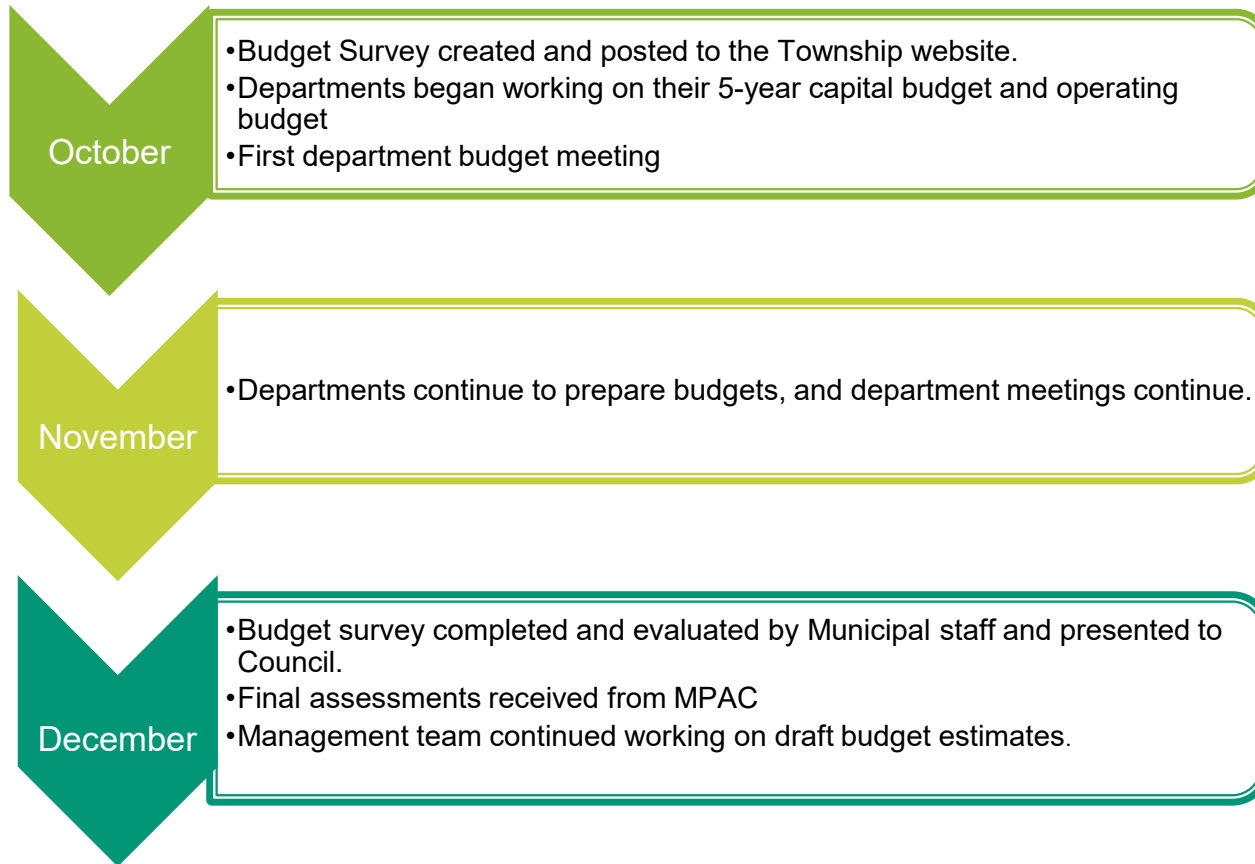 October
•Budget Survey created and posted to the Township website.
•Departments began working on their 5-year capital budget and operating
budget
•First department budget meeting
November
•Departments continue to prepare budgets, and department meetings continue.
December
•Budget survey completed and evaluated by Municipal staff and presented to
Council.
•Final assessments received from MPAC
•Management team continued working on draft budget estimates.